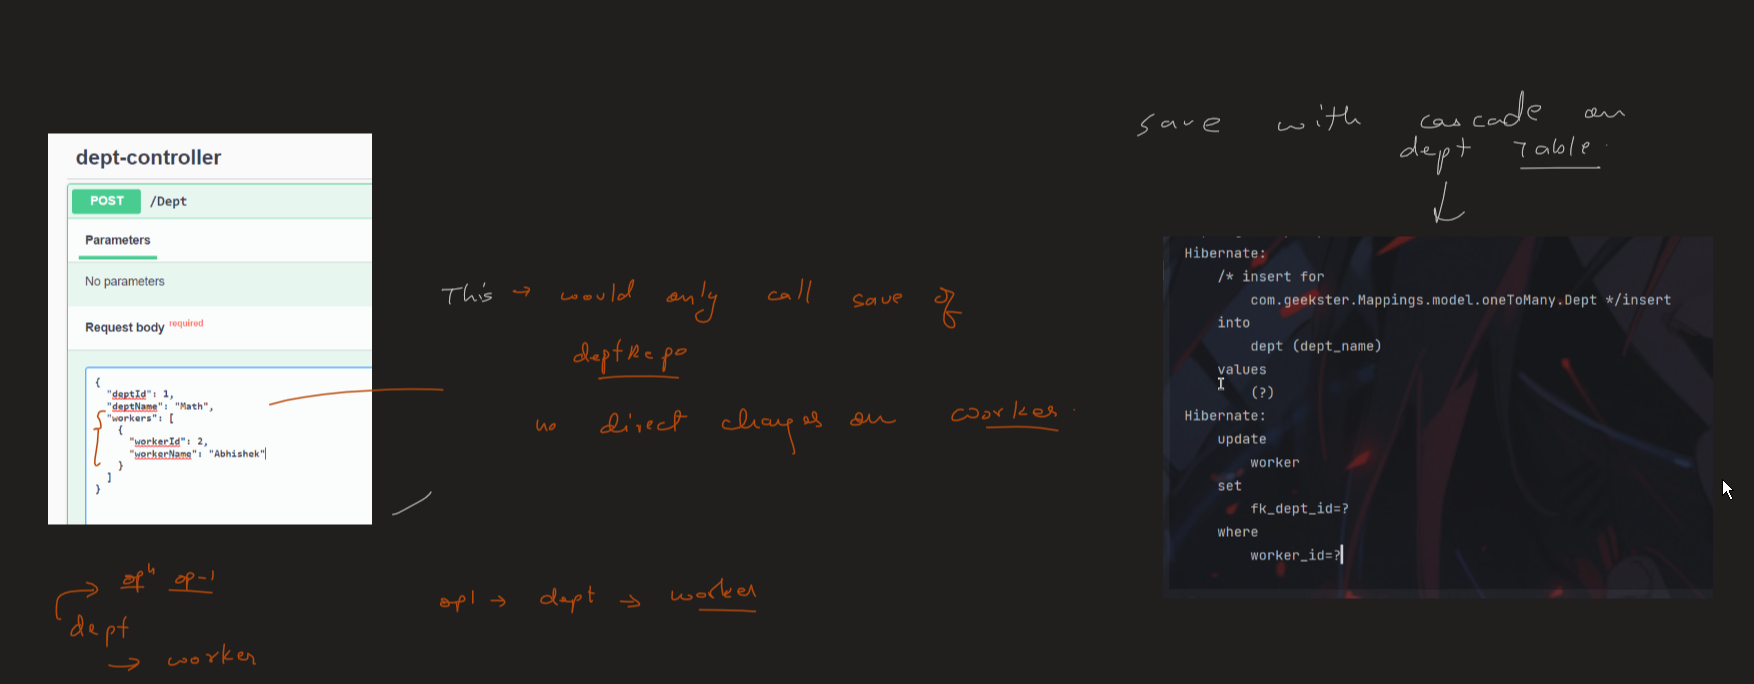 save with cascade on
dept Table.
dept-controller
POST /Dept
Parameters
No parameters
Request body required
{
"deptId": 1,
"deptName": "Math",
"workers": [
{
"workerId": 2,
"workerName": "Abhishek"
}
]
}
This → would only call save of
deptRepo
no direct changes on worker.
Hibernate:
/* insert for
com.geekster.Mappings.model.oneToMany.Dept */insert
into
dept (dept_name)
values
(?)
Hibernate:
update
worker
set
fk_dept_id=?
where
worker_id=?
opn op-1
dept
→ worker
op1 → dept → worker